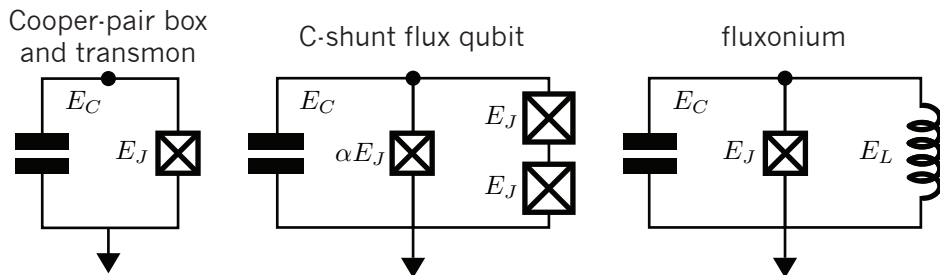 Cooper-pair box
and transmon
E_C
E_J
C-shunt flux qubit
E_C
αE_J
E_J
E_J
fluxonium
E_C
E_J
E_L